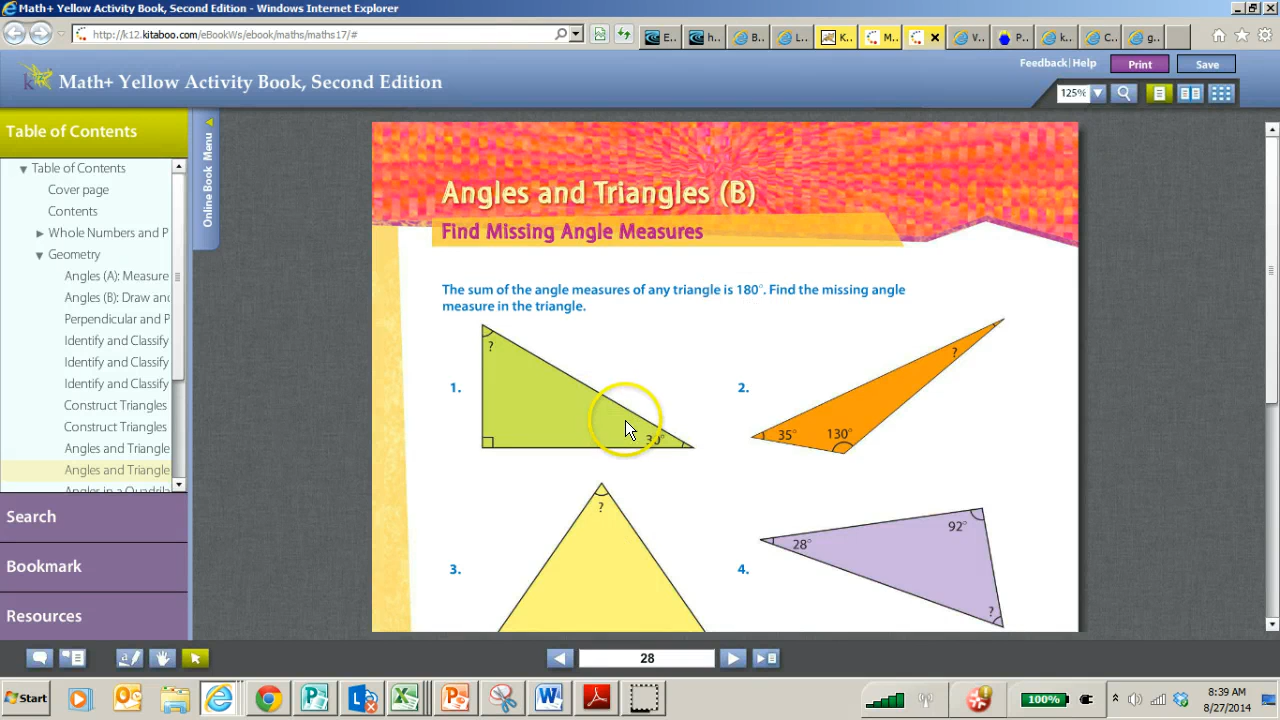 Math+ Yellow Activity Book, Second Edition - Windows Internet Explorer
http://k12.kitaboo.com/eBookWs/ebook/maths/maths17/#
E...
h...
B...
L...
K..
M..
V...
P...
k...
C...
g...
Math+ Yellow Activity Book, Second Edition
Feedback|Help
Print
Save
125%
Table of Contents
Online Book Menu
Table of Contents
Cover page
Contents
Whole Numbers and P
Geometry
Angles (A): Measure
Angles (B): Draw and
Perpendicular and P
Identify and Classify
Identify and Classify
Identify and Classify
Construct Triangles
Construct Triangles
Angles and Triangle
Angles and Triangle
Angles in a Quadrila
Search
Bookmark
Resources
Angles and Triangles (B)
Find Missing Angle Measures
The sum of the angle measures of any triangle is 180°. Find the missing angle
measure in the triangle.
1.
?
30°
2.
?
35°
130°
3.
?
4.
28°
92°
?
28
Start
100%
8:39 AM
8/27/2014